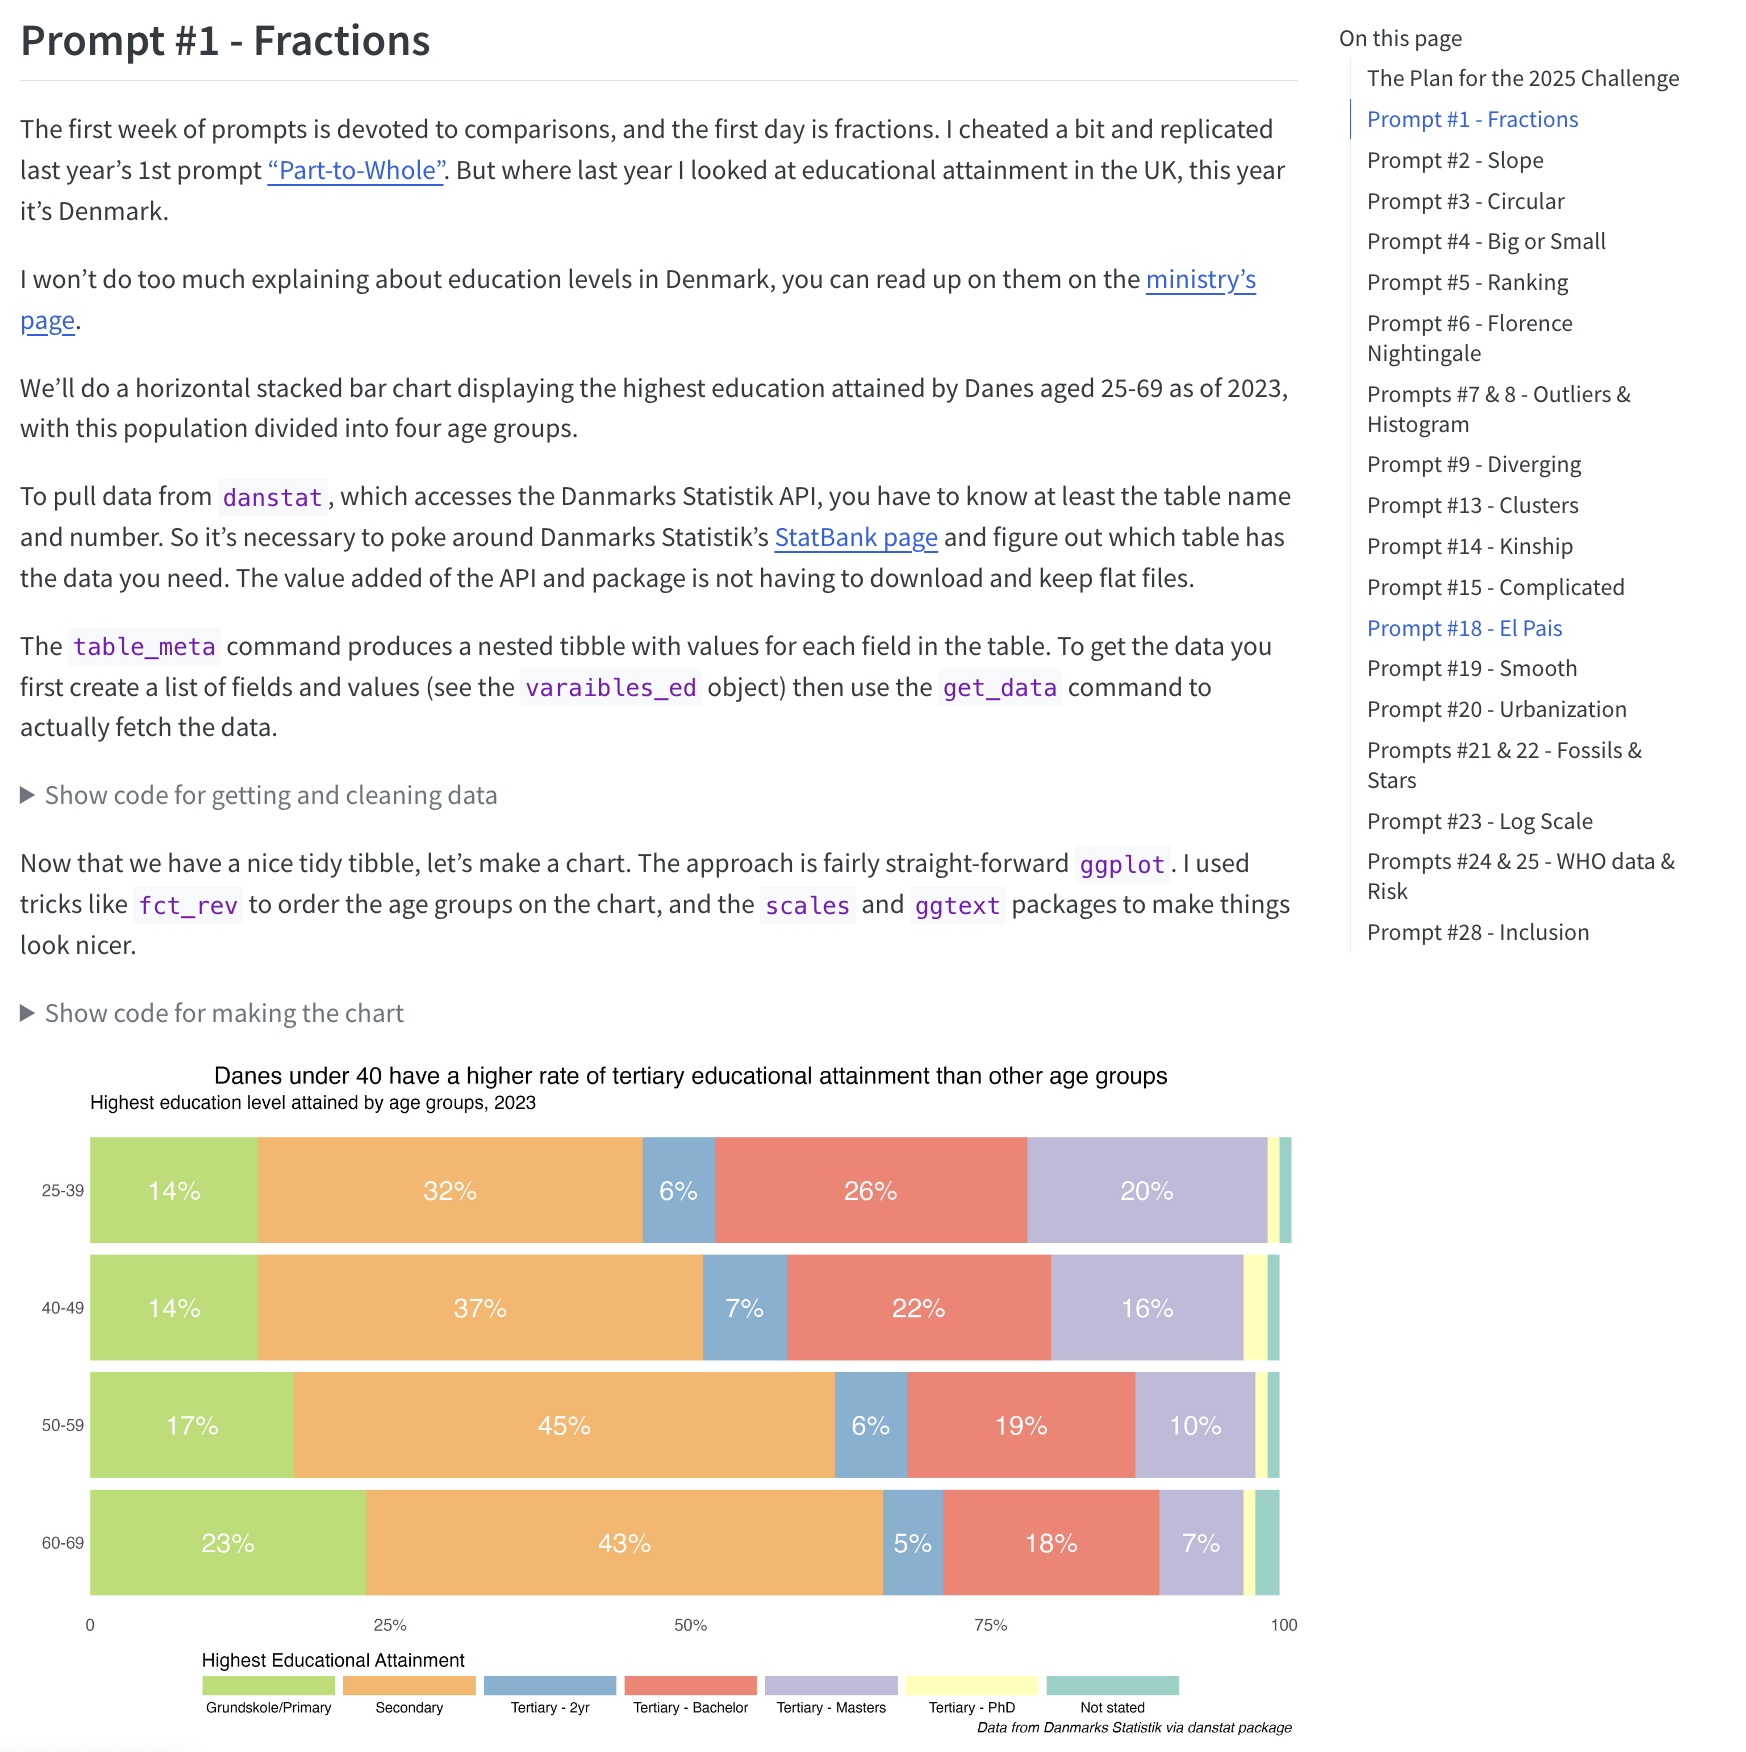 Prompt #1 - Fractions
The first week of prompts is devoted to comparisons, and the first day is fractions. I cheated a bit and replicated
last year’s 1st prompt “Part-to-Whole”. But where last year I looked at educational attainment in the UK, this year
it’s Denmark.
I won’t do too much explaining about education levels in Denmark, you can read up on them on the ministry’s
page.
We’ll do a horizontal stacked bar chart displaying the highest education attained by Danes aged 25-69 as of 2023,
with this population divided into four age groups.
To pull data from danstat, which accesses the Danmarks Statistik API, you have to know at least the table name
and number. So it’s necessary to poke around Danmarks Statistik’s StatBank page and figure out which table has
the data you need. The value added of the API and package is not having to download and keep flat files.
The table_meta command produces a nested tibble with values for each field in the table. To get the data you
first create a list of fields and values (see the varaibles_ed object) then use the get_data command to
actually fetch the data.
▶ Show code for getting and cleaning data
Now that we have a nice tidy tibble, let’s make a chart. The approach is fairly straight-forward ggplot. I used
tricks like fct_rev to order the age groups on the chart, and the scales and ggtext packages to make things
look nicer.
▶ Show code for making the chart
Danes under 40 have a higher rate of tertiary educational attainment than other age groups
Highest education level attained by age groups, 2023
25-39 14% 32% 6% 26% 20%
40-49 14% 37% 7% 22% 16%
50-59 17% 45% 6% 19% 10%
60-69 23% 43% 5% 18% 7%
0 25% 50% 75% 100
Highest Educational Attainment
Grundskole/Primary Secondary Tertiary - 2yr Tertiary - Bachelor Tertiary - Masters Tertiary - PhD Not stated
Data from Danmarks Statistik via danstat package
On this page
The Plan for the 2025 Challenge
Prompt #1 - Fractions
Prompt #2 - Slope
Prompt #3 - Circular
Prompt #4 - Big or Small
Prompt #5 - Ranking
Prompt #6 - Florence
Nightingale
Prompts #7 & 8 - Outliers &
Histogram
Prompt #9 - Diverging
Prompt #13 - Clusters
Prompt #14 - Kinship
Prompt #15 - Complicated
Prompt #18 - El Pais
Prompt #19 - Smooth
Prompt #20 - Urbanization
Prompts #21 & 22 - Fossils &
Stars
Prompt #23 - Log Scale
Prompts #24 & 25 - WHO data &
Risk
Prompt #28 - Inclusion